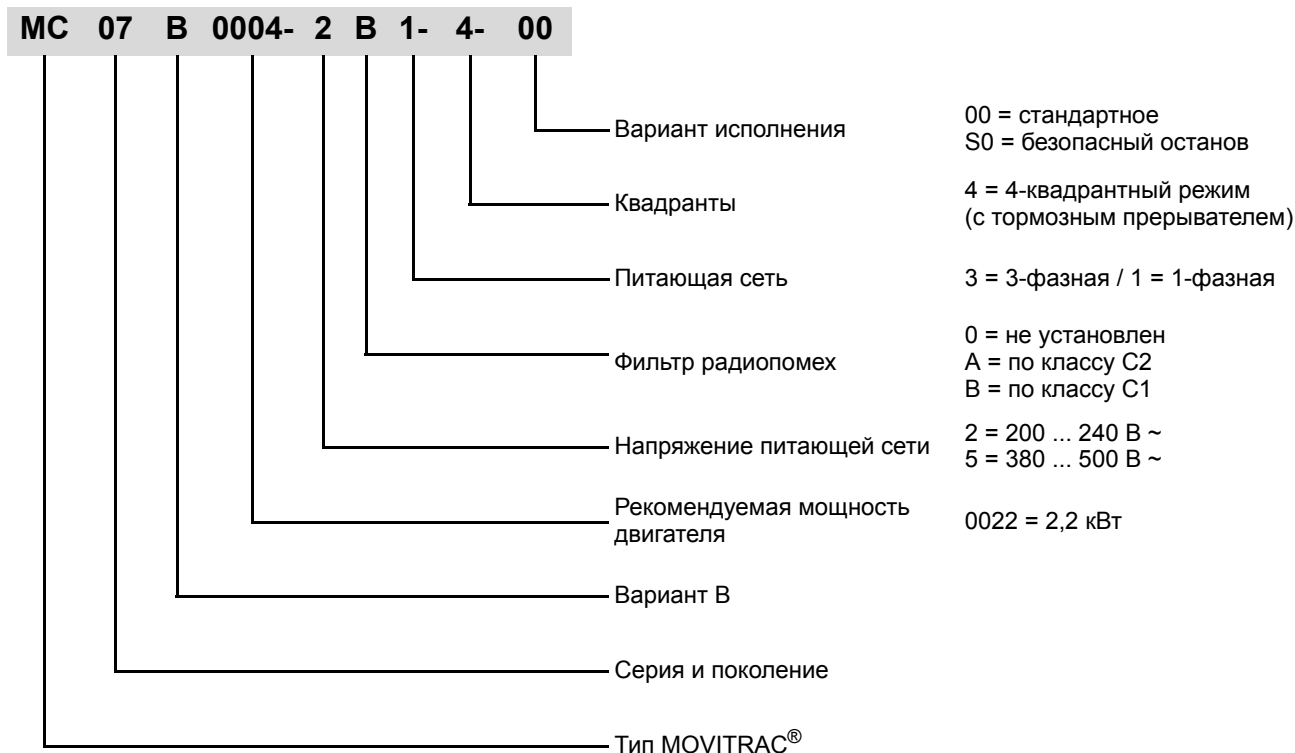 MC 07 B 0004- 2 B 1- 4- 00
Вариант исполнения
00 = стандартное
S0 = безопасный останов
Квадранты
4 = 4-квадрантный режим
(с тормозным прерывателем)
Питающая сеть
3 = 3-фазная / 1 = 1-фазная
Фильтр радиопомех
0 = не установлен
A = по классу C2
B = по классу C1
Напряжение питающей сети
2 = 200 ... 240 В ~
5 = 380 ... 500 В ~
Рекомендуемая мощность
двигателя
0022 = 2,2 кВт
Вариант B
Серия и поколение
Тип MOVITRAC®